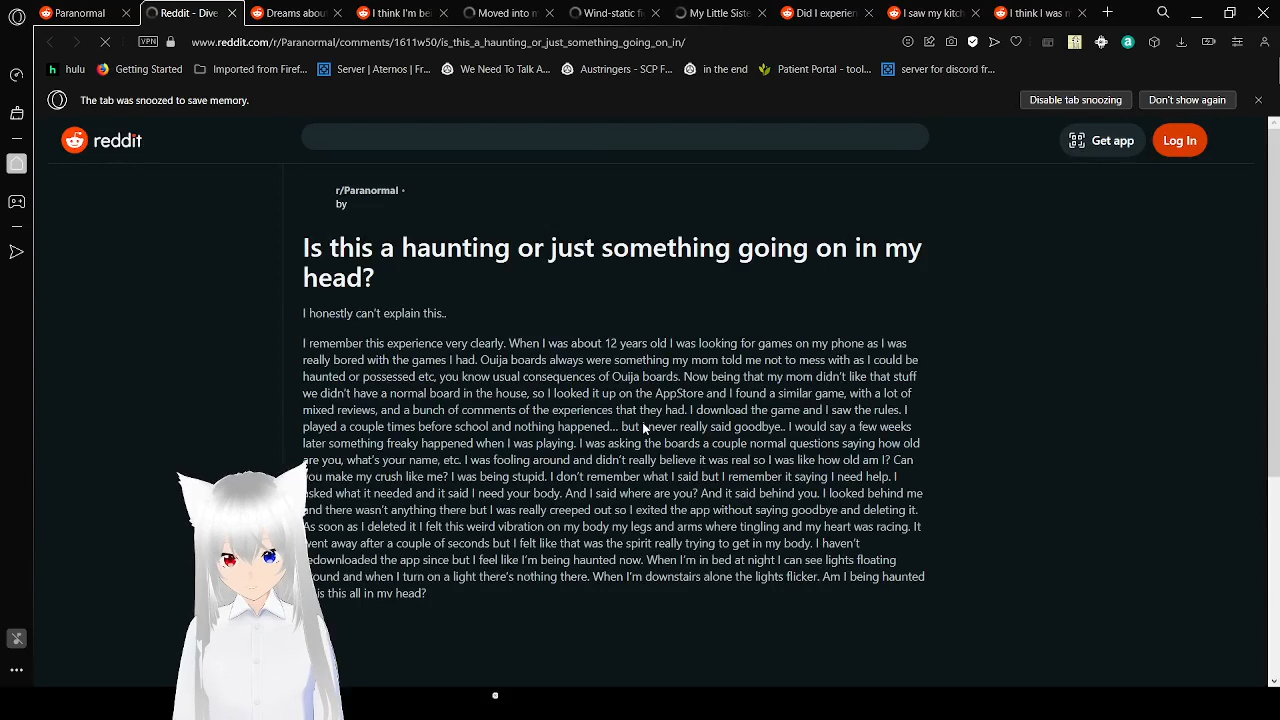 Paranormal
Reddit - Dive
Dreams abou
I think I'm bei
Moved into m
Wind-static fi
My Little Siste
Did I experien
I saw my kitch
I think I was n
VPN
www.reddit.com/r/Paranormal/comments/1611w50/is_this_a_haunting_or_just_something_going_on_in/
hulu
Getting Started
Imported from Firef...
Server | Aternos | Fr...
We Need To Talk A...
Austringers - SCP F...
in the end
Patient Portal - tool...
server for discord fr...
The tab was snoozed to save memory.
Disable tab snoozing
Don't show again
reddit
Get app
Log In
r/Paranormal •
by
Is this a haunting or just something going on in my
head?
I honestly can't explain this..
I remember this experience very clearly. When I was about 12 years old I was looking for games on my phone as I was
really bored with the games I had. Ouija boards always were something my mom told me not to mess with as I could be
haunted or possessed etc, you know usual consequences of Ouija boards. Now being that my mom didn't like that stuff
we didn't have a normal board in the house, so I looked it up on the AppStore and I found a similar game, with a lot of
mixed reviews, and a bunch of comments of the experiences that they had. I download the game and I saw the rules. I
played a couple times before school and nothing happened... but I never really said goodbye.. I would say a few weeks
later something freaky happened when I was playing. I was asking the boards a couple normal questions saying how old
are you, what's your name, etc. I was fooling around and didn't really believe it was real so I was like how old am I? Can
you make my crush like me? I was being stupid. I don't remember what I said but I remember it saying I need help. I
asked what it needed and it said I need your body. And I said where are you? And it said behind you. I looked behind me
and there wasn't anything there but I was really creeped out so I exited the app without saying goodbye and deleting it.
As soon as I deleted it I felt this weird vibration on my body my legs and arms where tingling and my heart was racing. It
went away after a couple of seconds but I felt like that was the spirit really trying to get in my body. I haven't
redownloaded the app since but I feel like I'm being haunted now. When I'm in bed at night I can see lights floating
around and when I turn on a light there's nothing there. When I'm downstairs alone the lights flicker. Am I being haunted
is this all in my head?